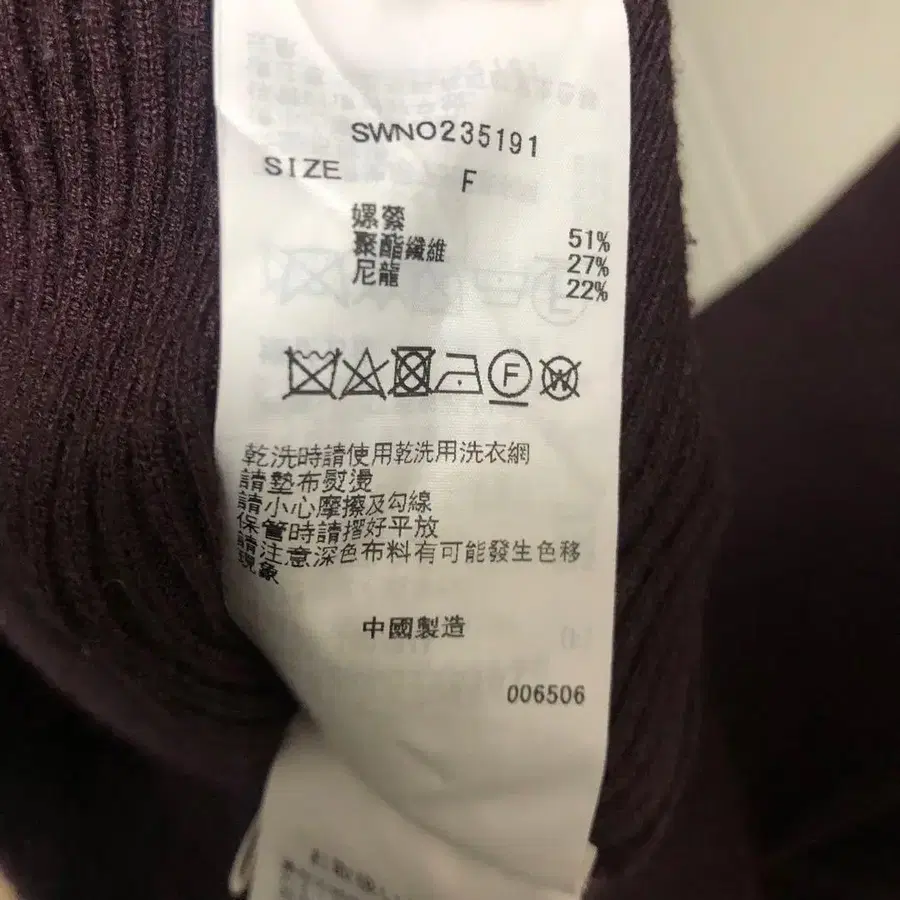 SWNO235191
SIZE F
嫘縈 51%
聚酯纖維 27%
尼龍 22%
F W
乾洗時請使用乾洗用洗衣網
請墊布熨燙
請小心摩擦及勾線
保管時請摺好平放
請注意深色布料有可能發生色移
現象
中國製造
006506